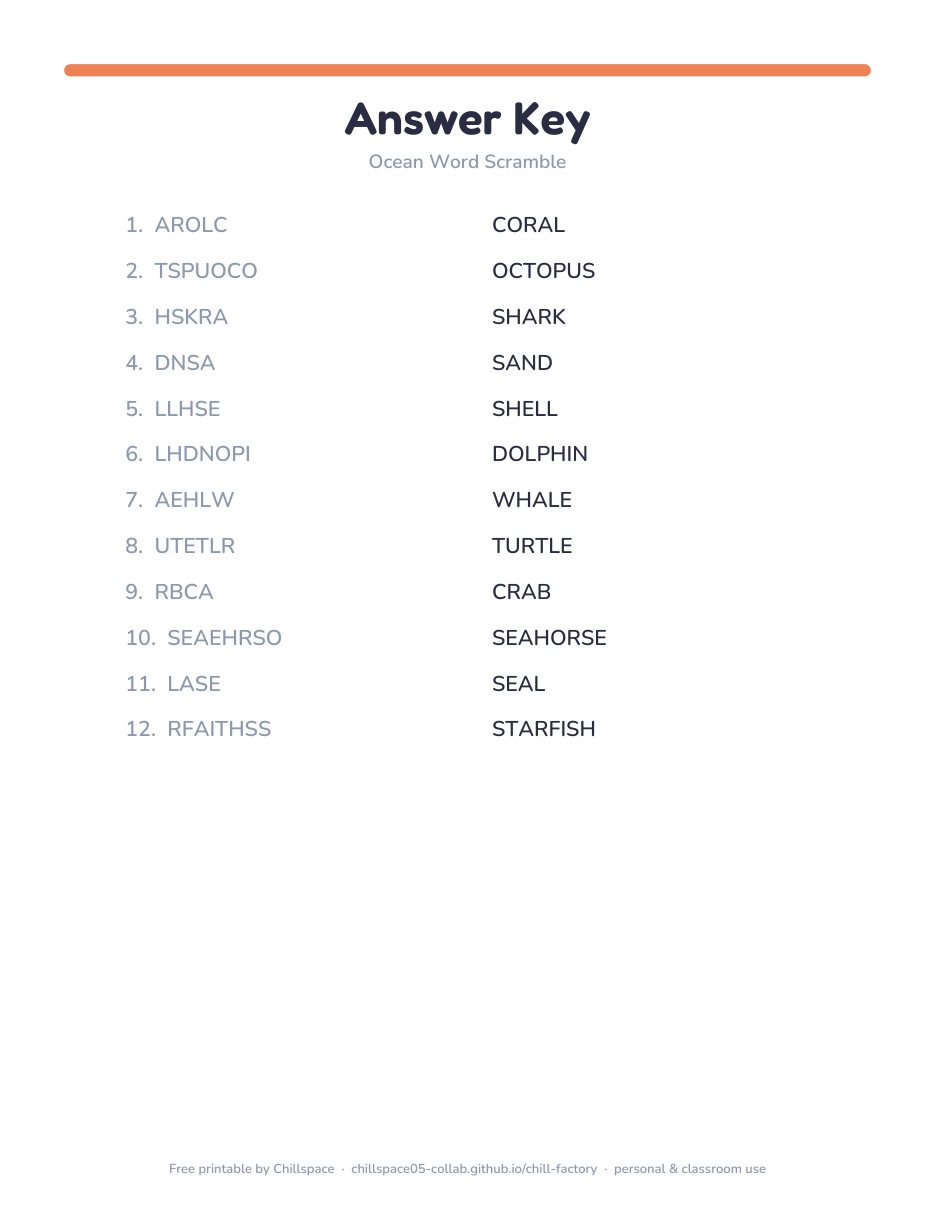 Answer Key
Ocean Word Scramble
1. AROLC CORAL
2. TSPUOCO OCTOPUS
3. HSKRA SHARK
4. DNSA SAND
5. LLHSE SHELL
6. LHDNOPI DOLPHIN
7. AEHLW WHALE
8. UTETLR TURTLE
9. RBCA CRAB
10. SEAEHRSO SEAHORSE
11. LASE SEAL
12. RFAITHSS STARFISH
Free printable by Chillspace · chillspace05-collab.github.io/chill-factory · personal & classroom use